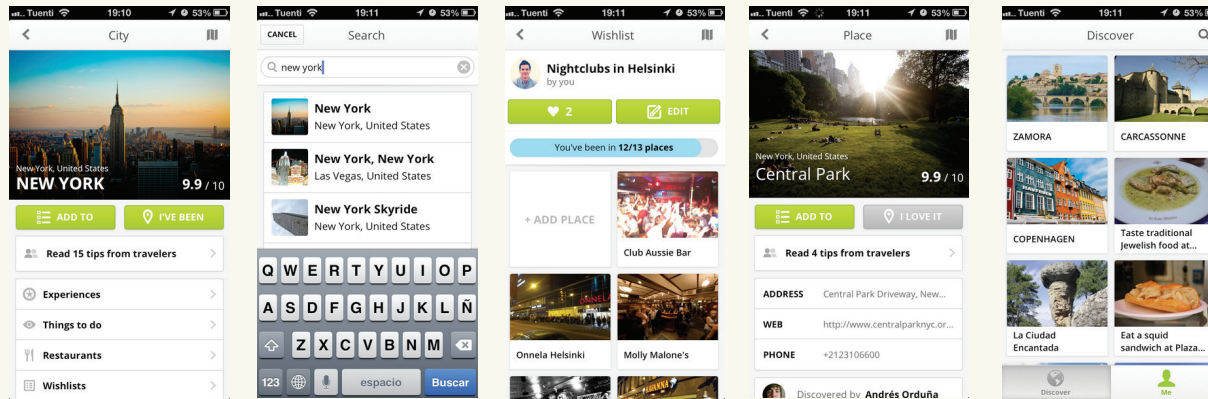 Tuenti 19:10 53%
City
New York, United States
NEW YORK 9.9 / 10
ADD TO I'VE BEEN
Read 15 tips from travelers
Experiences
Things to do
Restaurants
Wishlists
Tuenti 19:11 53%
CANCEL Search
new york
New York
New York, United States
New York, New York
Las Vegas, United States
New York Skyride
New York, United States
Q W E R T Y U I O P
A S D F G H J K L Ñ
Z X C V B N M
123 espacio Buscar
Tuenti 19:11 53%
Wishlist
Nightclubs in Helsinki
by you
2 EDIT
You've been in 12/13 places
+ ADD PLACE
Club Aussie Bar
Onnela Helsinki Molly Malone's
Tuenti 19:11 53%
Place
New York, United States
Central Park 9.9 / 10
ADD TO I LOVE IT
Read 4 tips from travelers
ADDRESS Central Park Driveway, New...
WEB http://www.centralparknyc.or...
PHONE +2123106600
Discovered by Andrés Orduña
Tuenti 19:11 53%
Discover
ZAMORA CARCASSONNE
COPENHAGEN
Taste traditional
Jewelish food at...
La Ciudad
Encantada
Eat a squid
sandwich at Plaza...
Discover Me